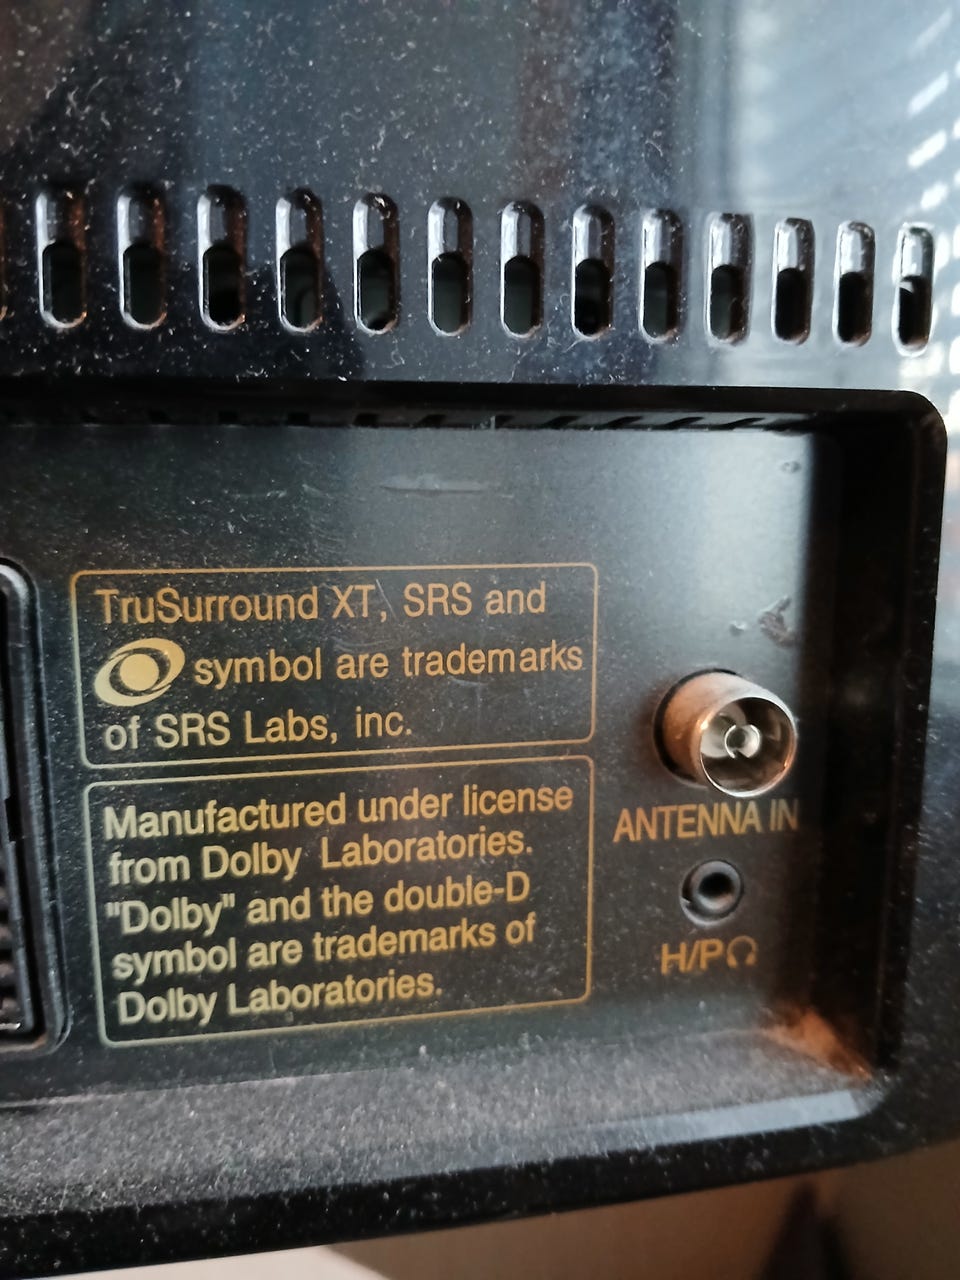 TruSurround XT, SRS and
symbol are trademarks
of SRS Labs, inc.
Manufactured under license
from Dolby Laboratories.
"Dolby" and the double-D
symbol are trademarks of
Dolby Laboratories.
ANTENNA IN
H/P